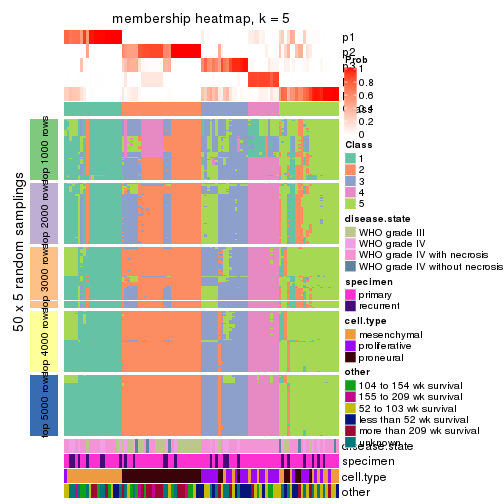 membership heatmap, k = 5
p1
p2
Prob
1
0.8
0.6
0.4
0.2
0
Class
1
2
3
4
5
disease.state
WHO grade III
WHO grade IV
WHO grade IV with necrosis
WHO grade IV without necrosis
specimen
primary
recurrent
cell.type
mesenchymal
proliferative
proneural
other
104 to 154 wk survival
155 to 209 wk survival
52 to 103 wk survival
less than 52 wk survival
more than 209 wk survival
unknown
disease.state
specimen
cell.type
other
50 x 5 random samplings
top 1000 rows
top 2000 rows
top 3000 rows
top 4000 rows
top 5000 rows